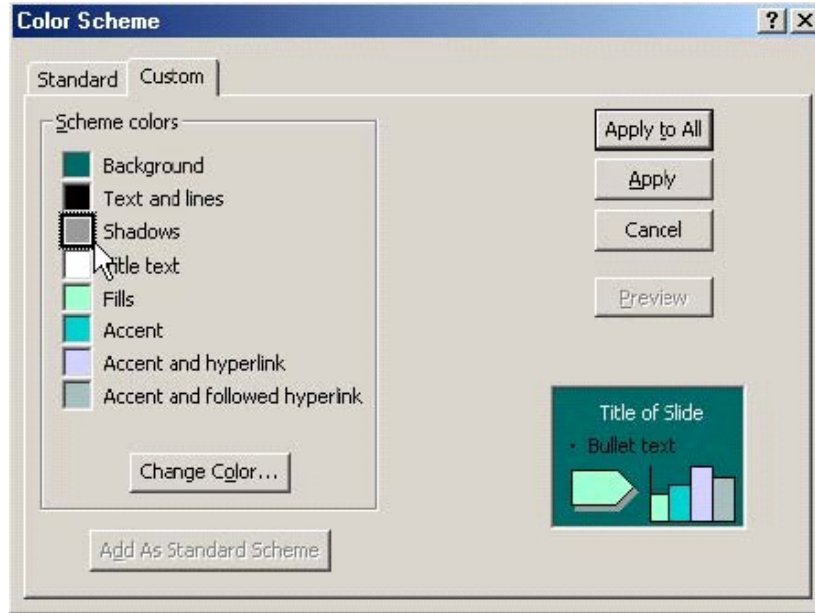 Color Scheme
Standard
Custom
Scheme colors
Background
Text and lines
Shadows
Title text
Fills
Accent
Accent and hyperlink
Accent and followed hyperlink
Change Color...
Add As Standard Scheme
Apply to All
Apply
Cancel
Preview
Title of Slide
• Bullet text